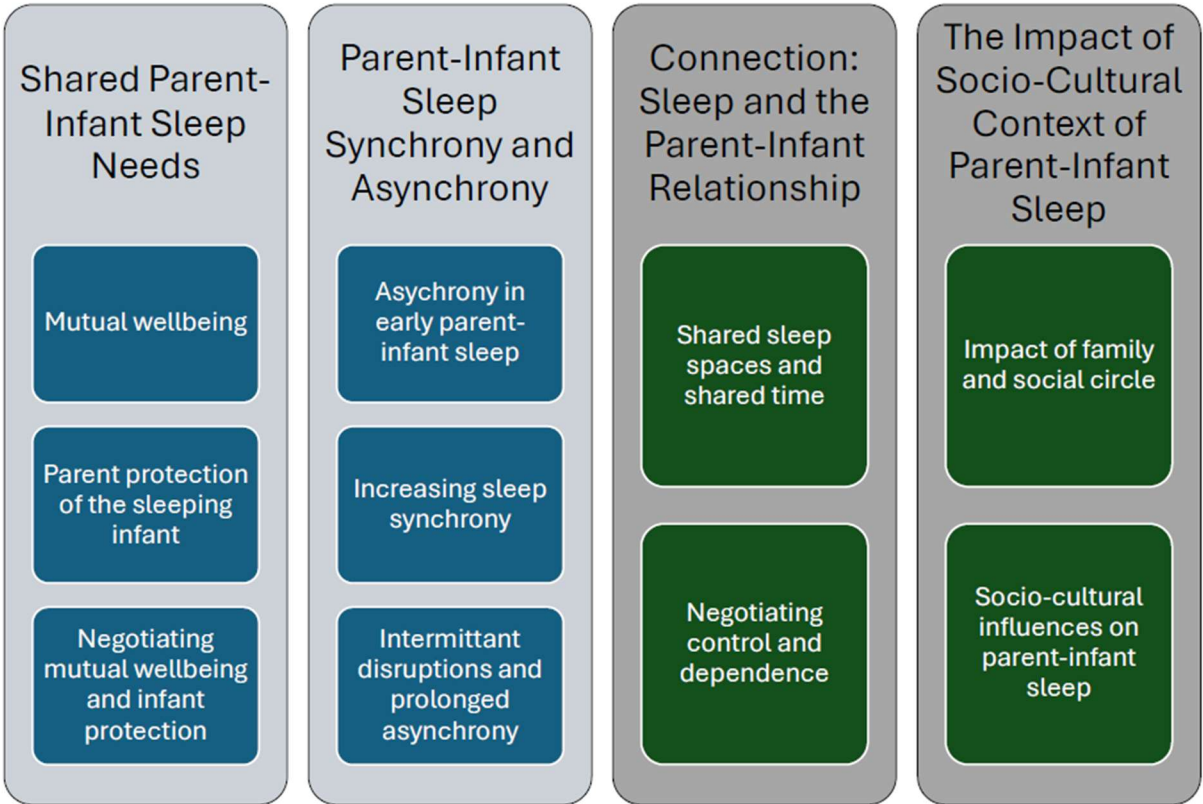 Shared Parent-
Infant Sleep
Needs
Mutual wellbeing
Parent protection
of the sleeping
infant
Negotiating
mutual wellbeing
and infant
protection
Parent-Infant
Sleep
Synchrony and
Asynchrony
Asychrony in
early parent-
infant sleep
Increasing sleep
synchrony
Intermittant
disruptions and
prolonged
asynchrony
Connection:
Sleep and the
Parent-Infant
Relationship
Shared sleep
spaces and
shared time
Negotiating
control and
dependence
The Impact of
Socio-Cultural
Context of
Parent-Infant
Sleep
Impact of family
and social circle
Socio-cultural
influences on
parent-infant
sleep